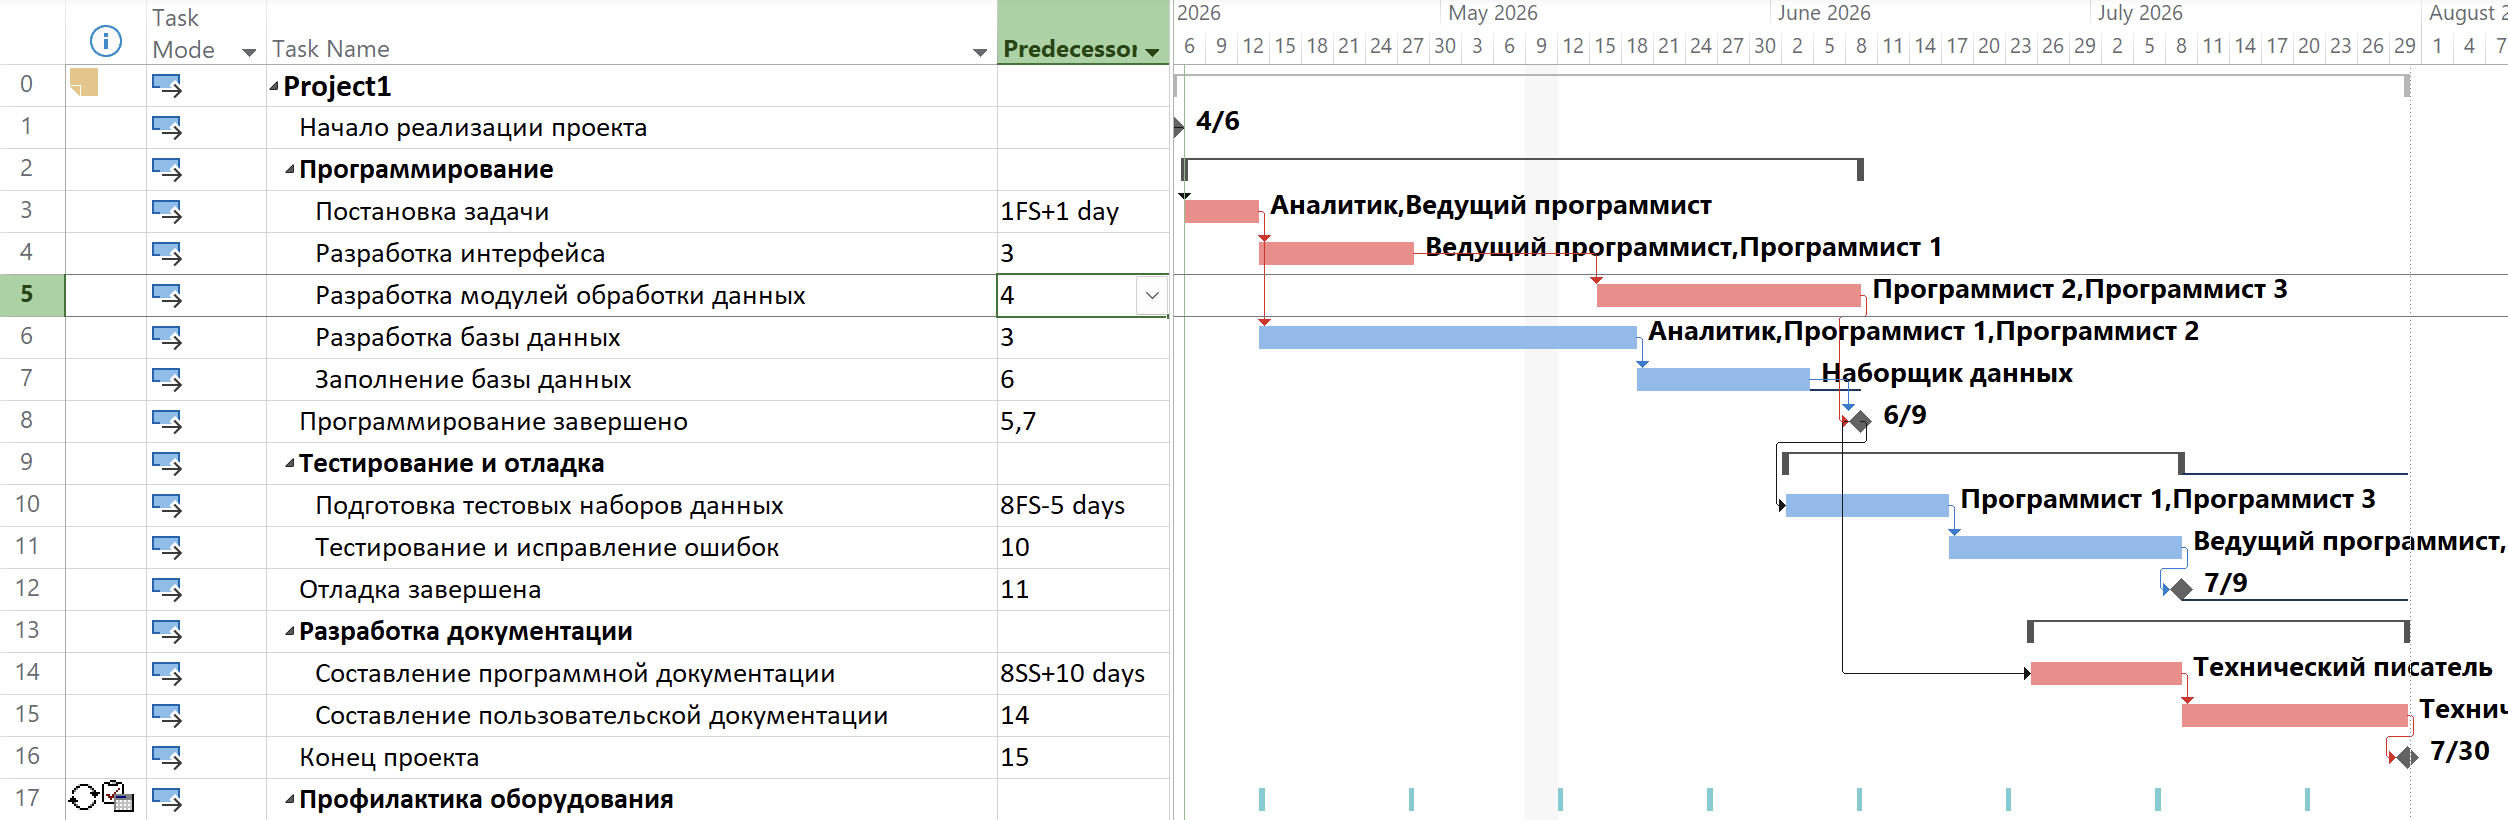 Task Mode
Task Name
Predecessor
2026
May 2026
June 2026
July 2026
August 2
6 9 12 15 18 21 24 27 30 3 6 9 12 15 18 21 24 27 30 2 5 8 11 14 17 20 23 26 29 2 5 8 11 14 17 20 23 26 29 1 4 7
0 Project1
1 Начало реализации проекта 4/6
2 Программирование
3 Постановка задачи 1FS+1 day Аналитик,Ведущий программист
4 Разработка интерфейса 3 Ведущий программист,Программист 1
5 Разработка модулей обработки данных 4 Программист 2,Программист 3
6 Разработка базы данных 3 Аналитик,Программист 1,Программист 2
7 Заполнение базы данных 6 Наборщик данных
8 Программирование завершено 5,7 6/9
9 Тестирование и отладка
10 Подготовка тестовых наборов данных 8FS-5 days Программист 1,Программист 3
11 Тестирование и исправление ошибок 10 Ведущий программист,
12 Отладка завершена 11 7/9
13 Разработка документации
14 Составление программной документации 8SS+10 days Технический писатель
15 Составление пользовательской документации 14 Технич
16 Конец проекта 15 7/30
17 Профилактика оборудования